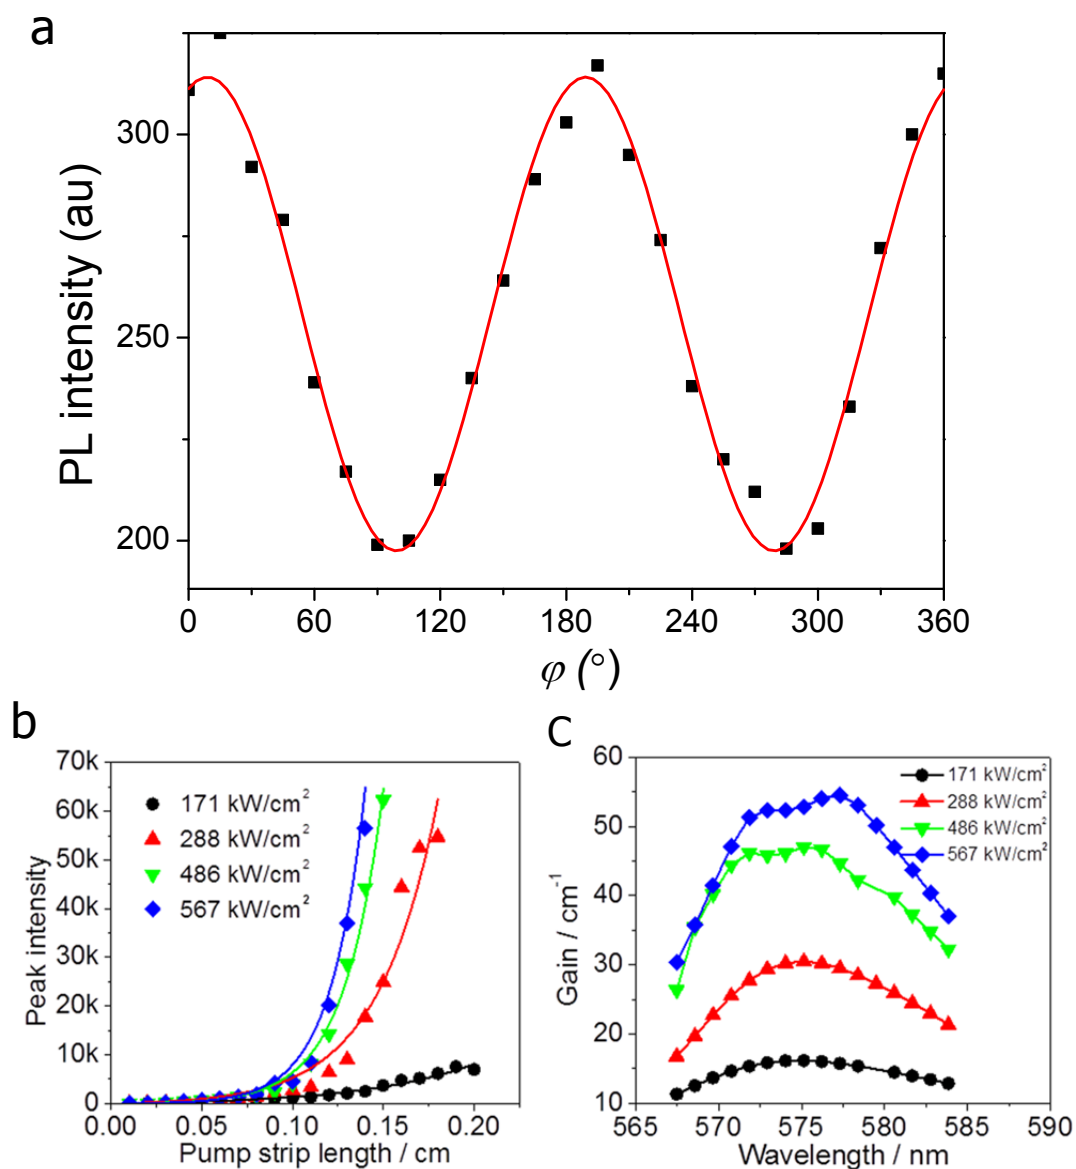 a
PL intensity (au)
300
250
200
0 60 120 180 240 300 360
φ (°)
b
Peak intensity
70k
60k
50k
40k
30k
20k
10k
0
171 kW/cm²
288 kW/cm²
486 kW/cm²
567 kW/cm²
0.00 0.05 0.10 0.15 0.20
Pump strip length / cm
C
Gain / cm⁻¹
60
50
40
30
20
10
171 kW/cm²
288 kW/cm²
486 kW/cm²
567 kW/cm²
565 570 575 580 585 590
Wavelength / nm